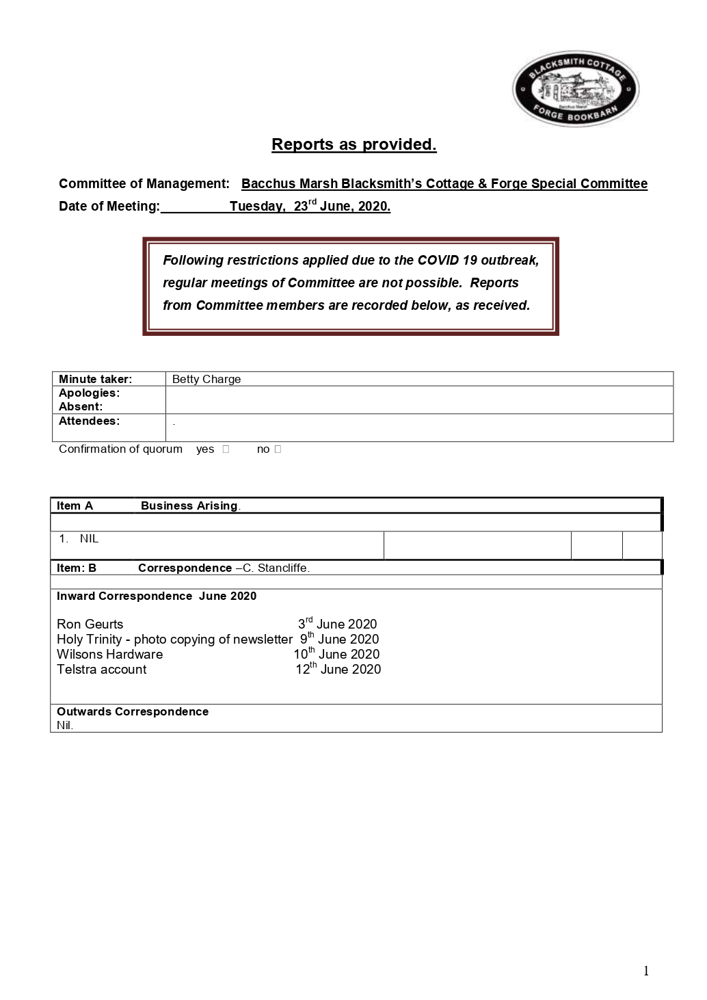 BLACKSMITH COTTAGE
Bacchus Marsh
FORGE BOOKBARN
Reports as provided.
Committee of Management: Bacchus Marsh Blacksmith’s Cottage & Forge Special Committee
Date of Meeting: Tuesday, 23rd June, 2020.
Following restrictions applied due to the COVID 19 outbreak,
regular meetings of Committee are not possible. Reports
from Committee members are recorded below, as received.
Minute taker: Betty Charge
Apologies:
Absent:
Attendees: .
Confirmation of quorum yes □ no □
Item A Business Arising.
1. NIL
Item: B Correspondence –C. Stancliffe.
Inward Correspondence June 2020
Ron Geurts 3rd June 2020
Holy Trinity - photo copying of newsletter 9th June 2020
Wilsons Hardware 10th June 2020
Telstra account 12th June 2020
Outwards Correspondence
Nil.
1